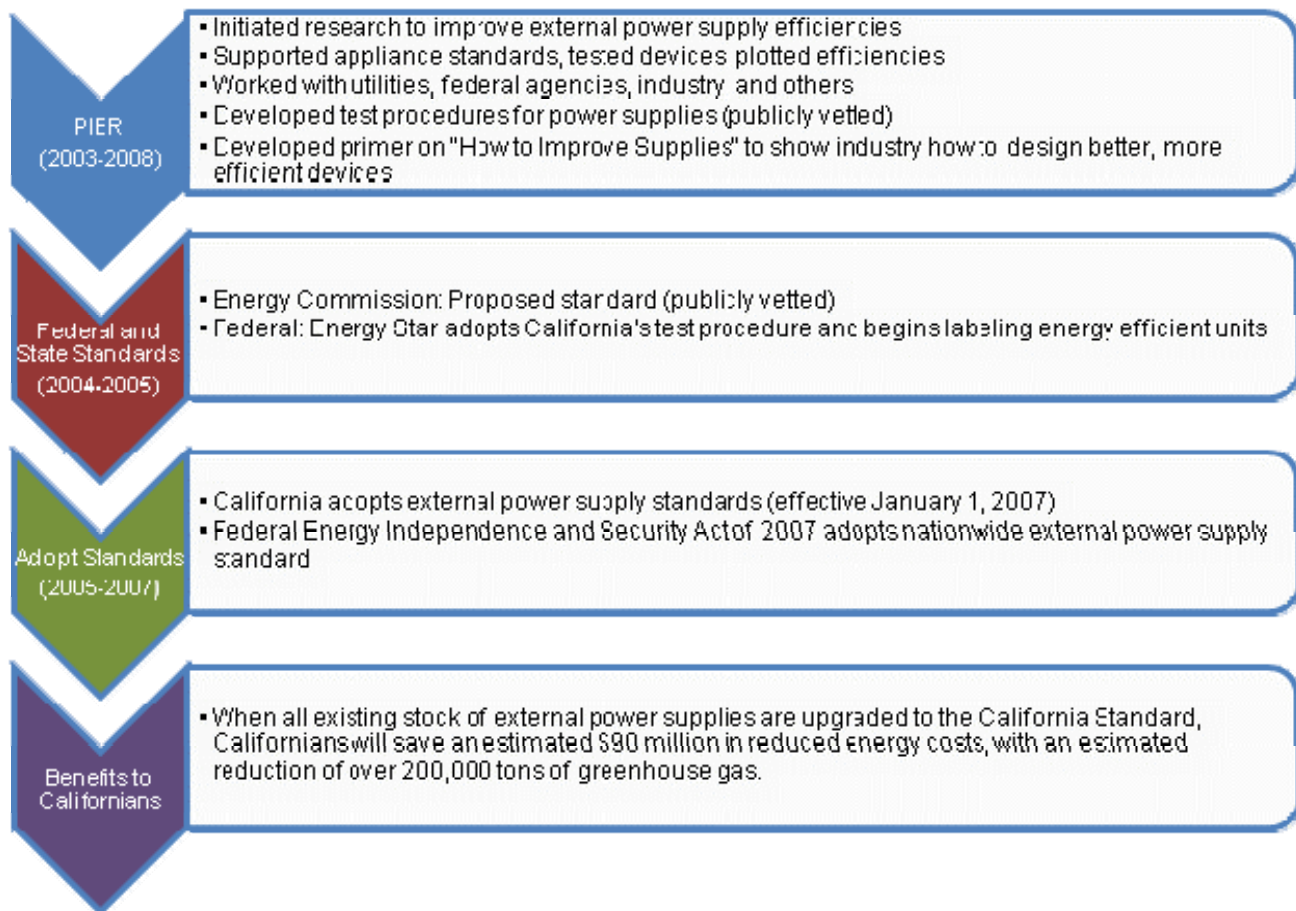 PIER
(2003-2008)
▪ Initiated research to improve external power supply efficiencies
▪ Supported appliance standards, tested devices plotted efficiencies
▪ Worked with utilities, federal agencies, industry and others
▪ Developed test procedures for power supplies (publicly vetted)
▪ Developed primer on "How to Improve Supplies" to show industry how to design better, more
efficient devices
Federal and
State Standards
(2004-2005)
▪ Energy Commission: Proposed standard (publicly vetted)
▪ Federal: Energy Star adopts California's test procedure and begins labeling energy efficient units
Adopt Standards
(2005-2007)
▪ California adopts external power supply standards (effective January 1, 2007)
▪ Federal Energy Independence and Security Act of 2007 adopts nationwide external power supply
standard
Benefits to
Californians
▪ When all existing stock of external power supplies are upgraded to the California Standard,
Californians will save an estimated $90 million in reduced energy costs, with an estimated
reduction of over 200,000 tons of greenhouse gas.